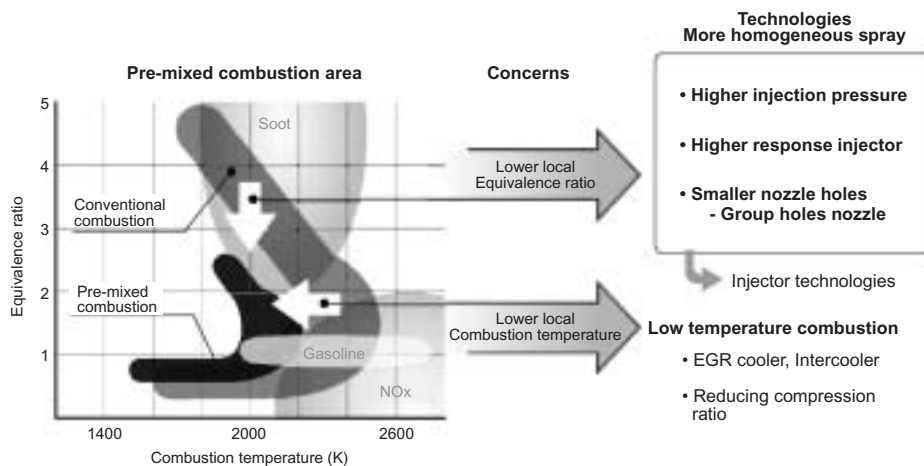 Technologies
More homogeneous spray
Pre-mixed combustion area
Concerns
5
4
3
2
1
Equivalence ratio
1400
2000
2600
Combustion temperature (K)
Soot
Conventional
combustion
Pre-mixed
combustion
Gasoline
NOx
Lower local
Equivalence ratio
Lower local
Combustion temperature
• Higher injection pressure
• Higher response injector
• Smaller nozzle holes
- Group holes nozzle
Injector technologies
Low temperature combustion
• EGR cooler, Intercooler
• Reducing compression
ratio